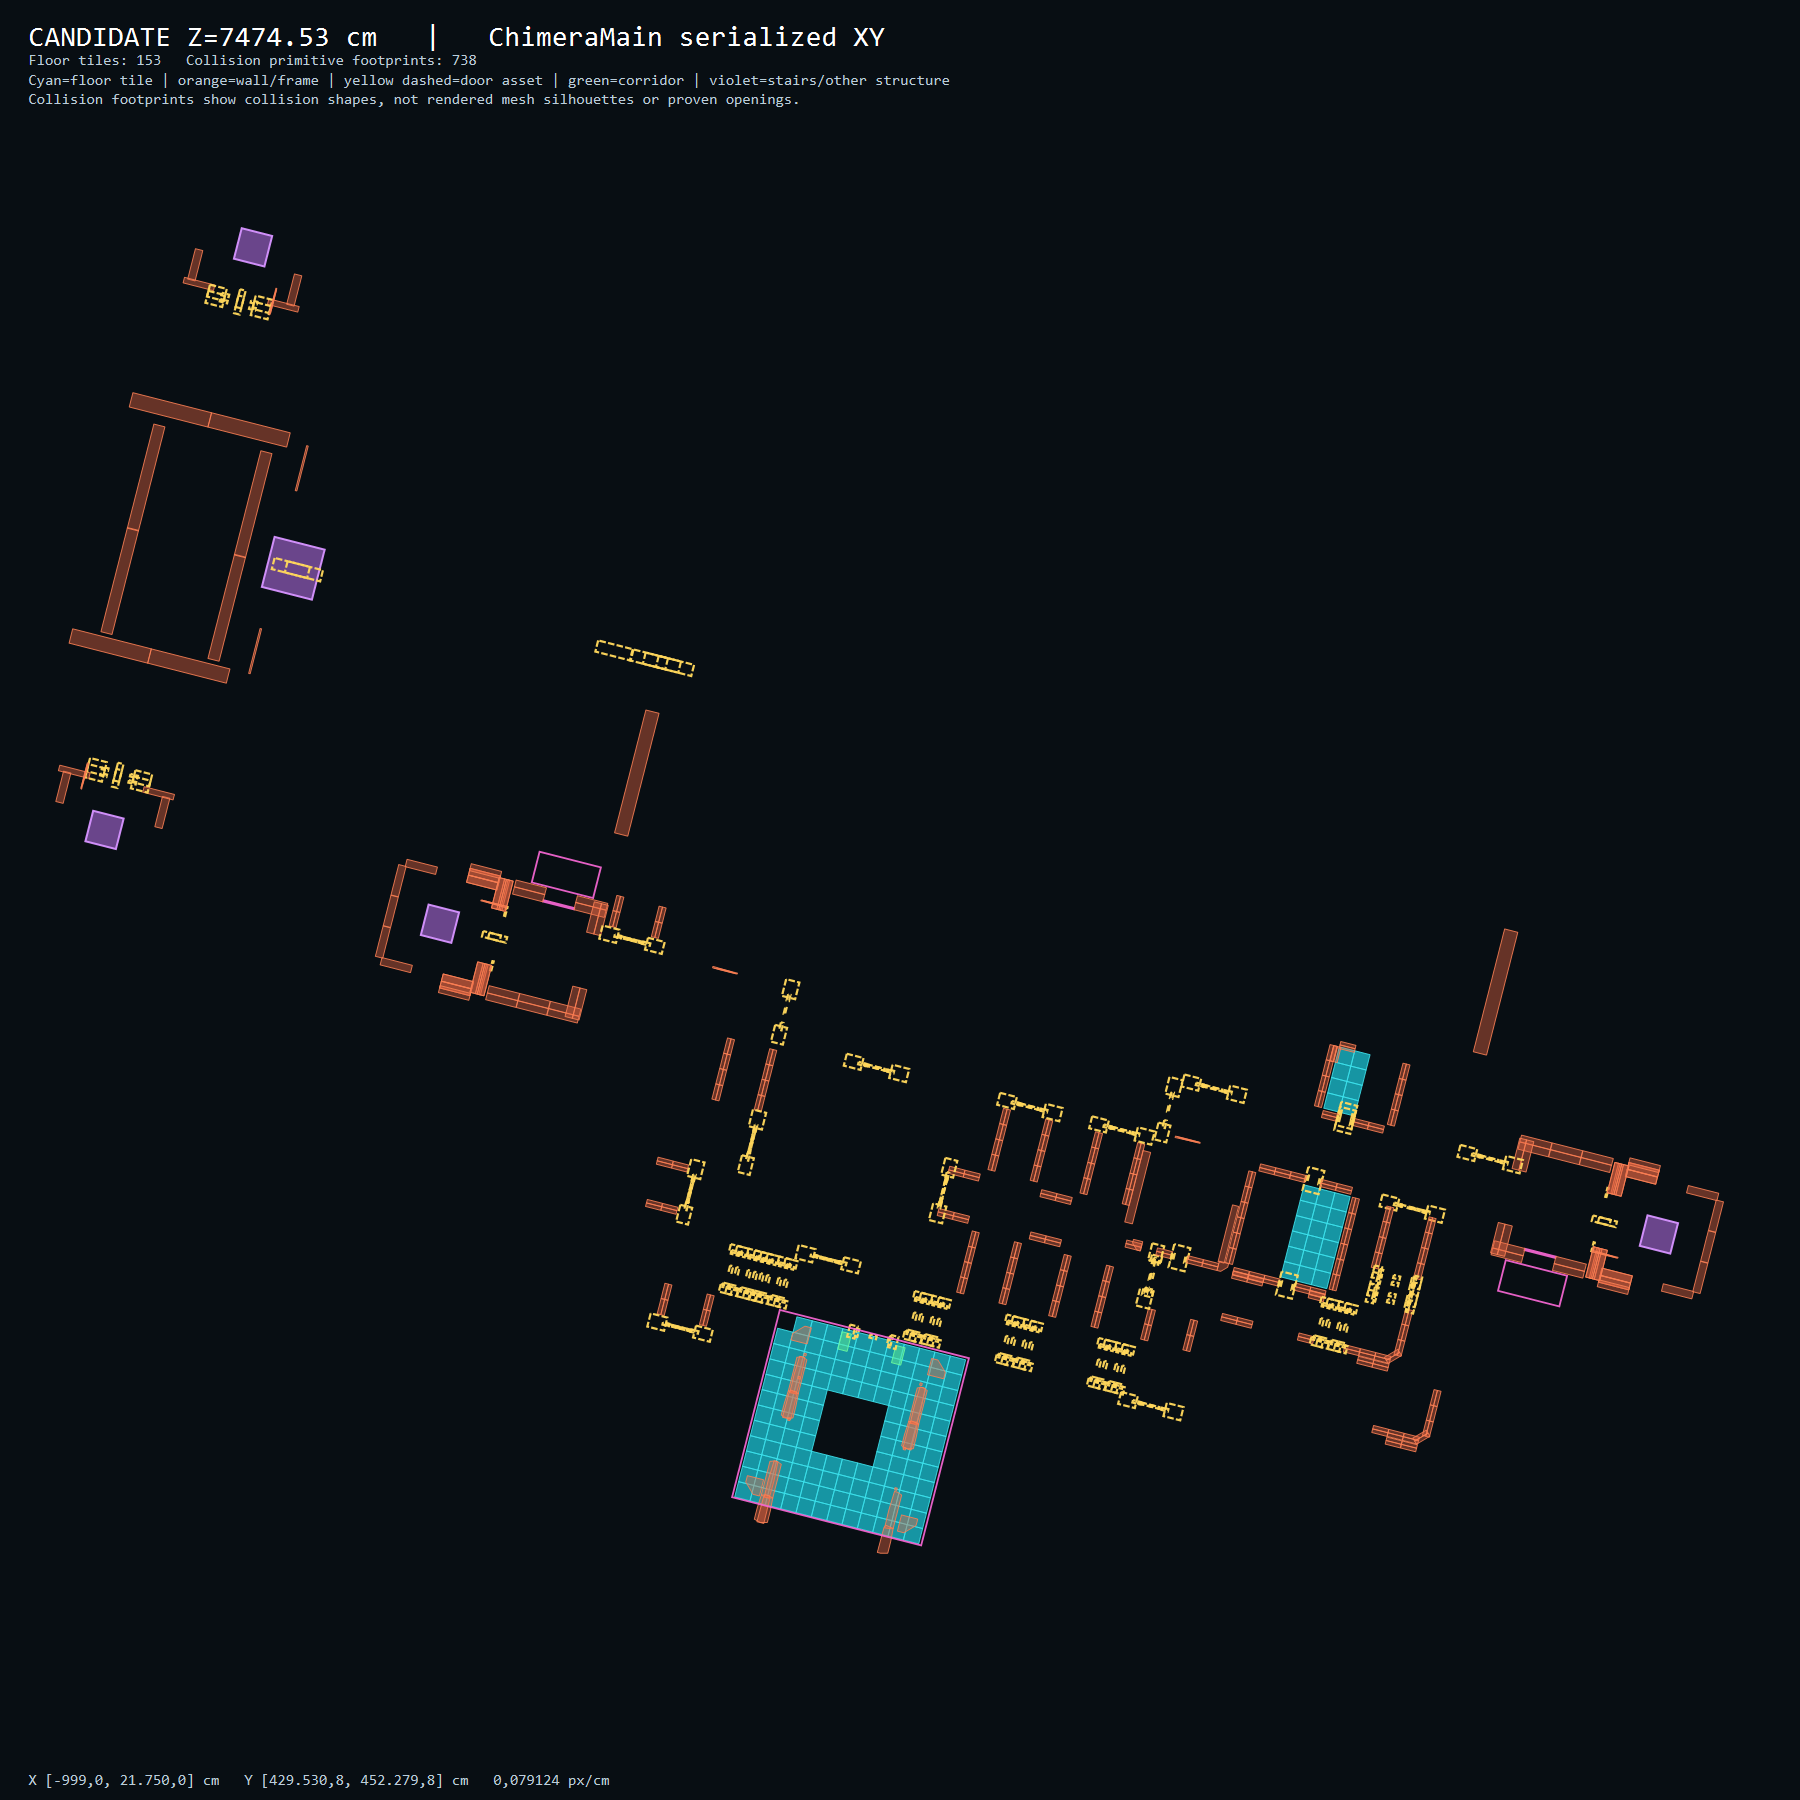 CANDIDATE Z=7474.53 cm | ChimeraMain serialized XY
Floor tiles: 153 Collision primitive footprints: 738
Cyan=floor tile | orange=wall/frame | yellow dashed=door asset | green=corridor | violet=stairs/other structure
Collision footprints show collision shapes, not rendered mesh silhouettes or proven openings.
X [-999,0, 21.750,0] cm Y [429.530,8, 452.279,8] cm 0,079124 px/cm